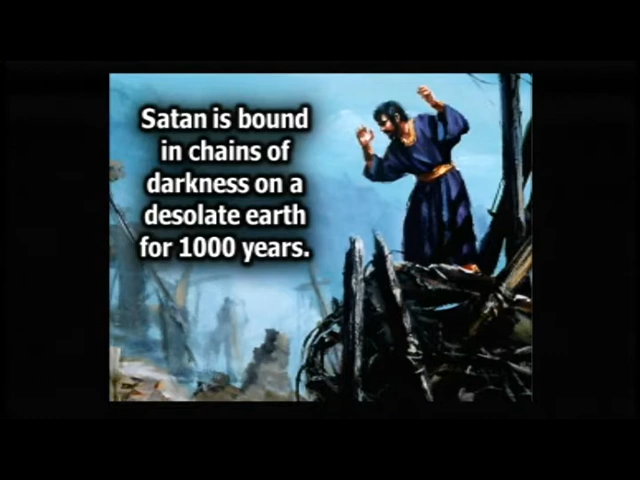 Satan is bound
in chains of
darkness on a
desolate earth
for 1000 years.